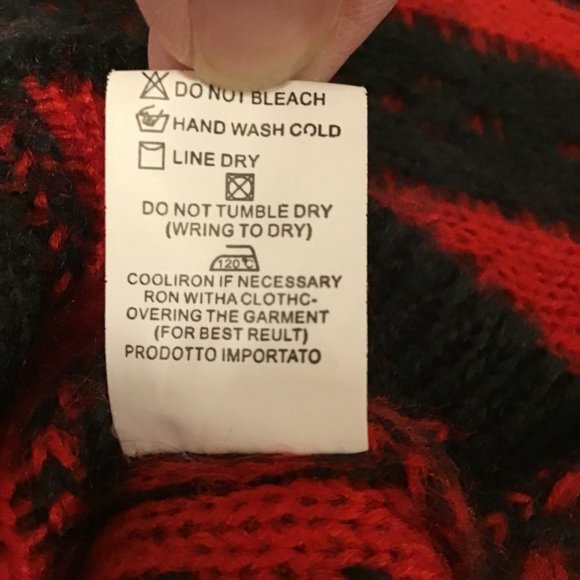 DO NOT BLEACH
HAND WASH COLD
LINE DRY
DO NOT TUMBLE DRY
(WRING TO DRY)
120℃
COOLIRON IF NECESSARY
RON WITHA CLOTHC-
OVERING THE GARMENT
(FOR BEST REULT)
PRODOTTO IMPORTATO